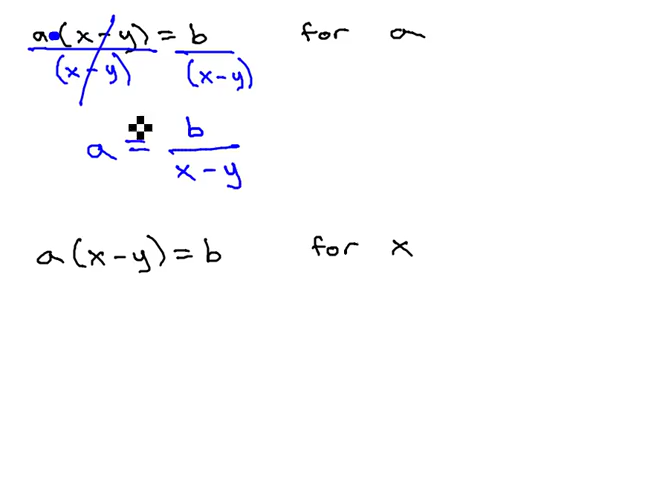 a•(x-y) = b for a
(x-y) (x-y)
a = b
x-y
a(x-y) = b for x